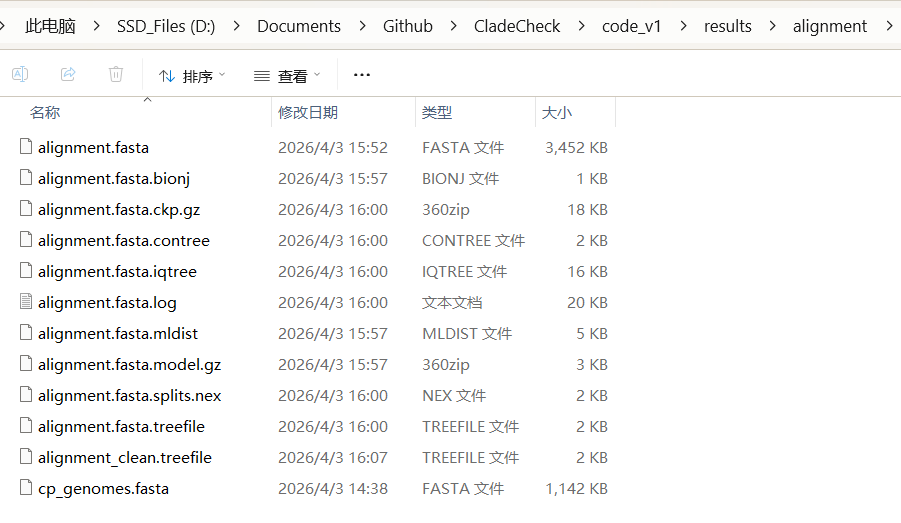 此电脑 > SSD_Files (D:) > Documents > Github > CladeCheck > code_v1 > results > alignment >
排序 查看 ...
名称 修改日期 类型 大小
alignment.fasta 2026/4/3 15:52 FASTA 文件 3,452 KB
alignment.fasta.bionj 2026/4/3 15:57 BIONJ 文件 1 KB
alignment.fasta.ckp.gz 2026/4/3 16:00 360zip 18 KB
alignment.fasta.contree 2026/4/3 16:00 CONTREE 文件 2 KB
alignment.fasta.iqtree 2026/4/3 16:00 IQTREE 文件 16 KB
alignment.fasta.log 2026/4/3 16:00 文本文档 20 KB
alignment.fasta.mldist 2026/4/3 15:57 MLDIST 文件 5 KB
alignment.fasta.model.gz 2026/4/3 15:57 360zip 3 KB
alignment.fasta.splits.nex 2026/4/3 16:00 NEX 文件 2 KB
alignment.fasta.treefile 2026/4/3 16:00 TREEFILE 文件 2 KB
alignment_clean.treefile 2026/4/3 16:07 TREEFILE 文件 2 KB
cp_genomes.fasta 2026/4/3 14:38 FASTA 文件 1,142 KB